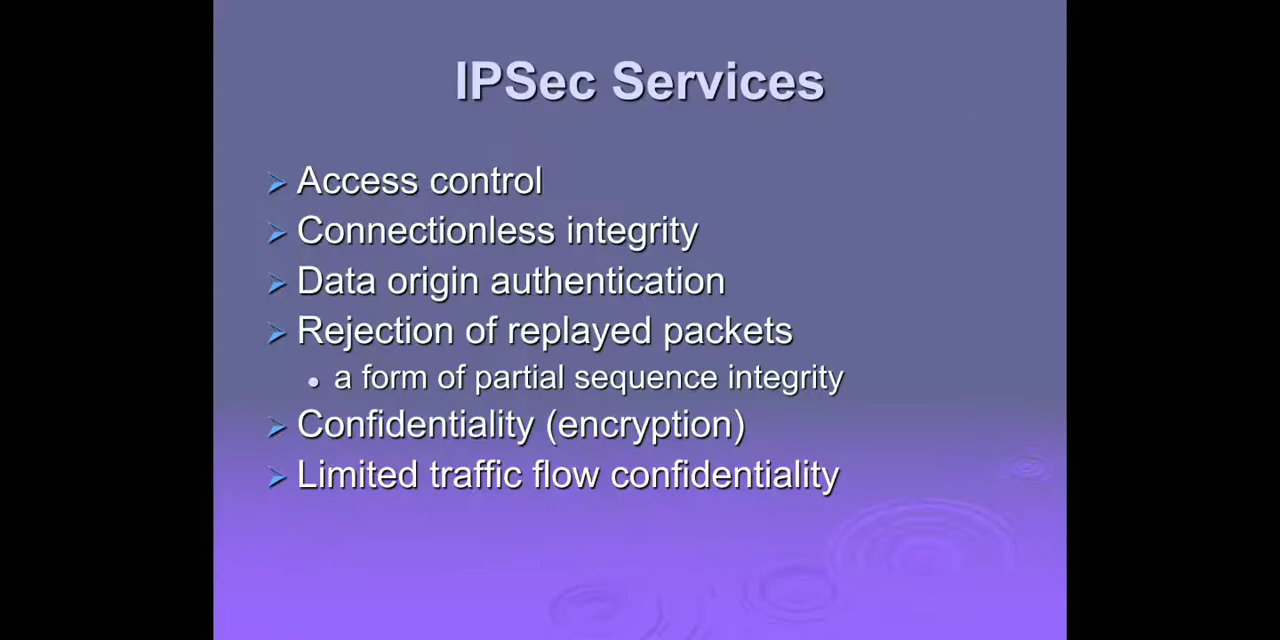 IPSec Services
Access control
Connectionless integrity
Data origin authentication
Rejection of replayed packets
a form of partial sequence integrity
Confidentiality (encryption)
Limited traffic flow confidentiality